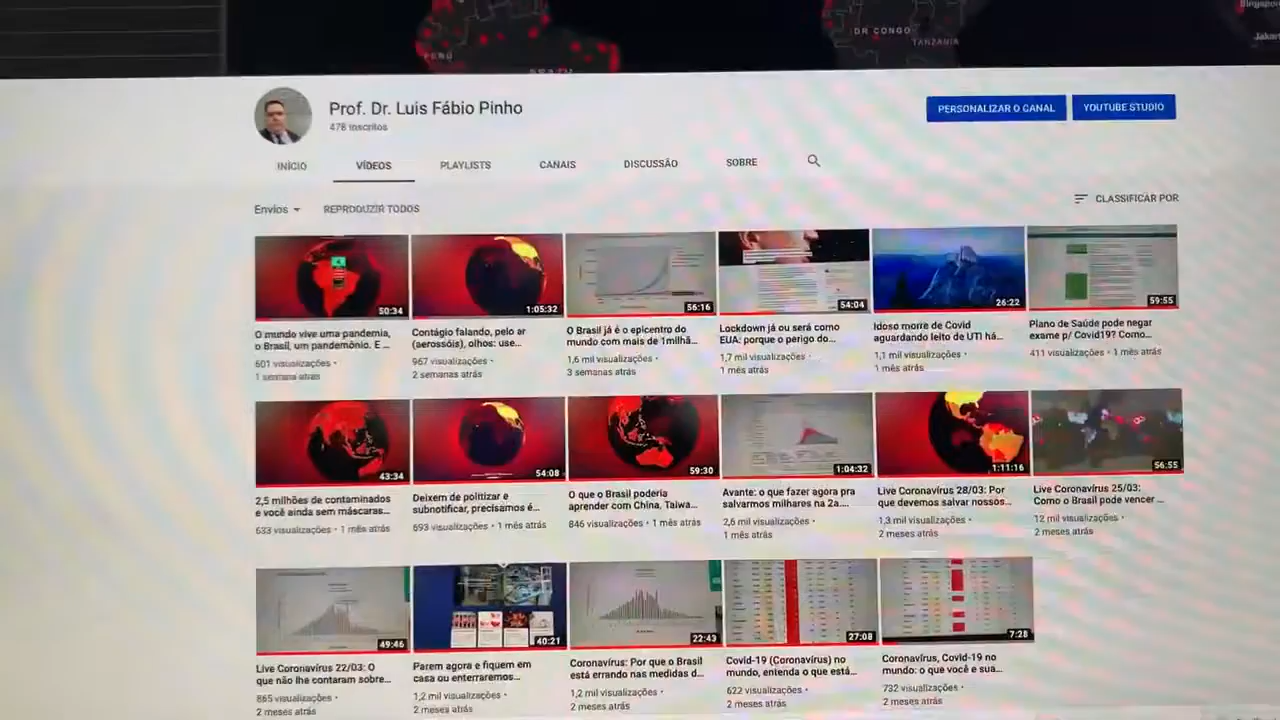 Singapore
DR CONGO
Jakart
TANZANIA
PERU
BRAZIL
Prof. Dr. Luis Fábio Pinho
478 inscritos
PERSONALIZAR O CANAL
YOUTUBE STUDIO
INÍCIO
VÍDEOS
PLAYLISTS
CANAIS
DISCUSSÃO
SOBRE
Envios
REPRDOUZIR TODOS
CLASSIFICAR POR
50:34
1:05:32
56:16
54:04
26:22
59:55
O mundo vive uma pandemia,
o Brasil, um pandemônio. E ...
601 visualizações •
1 semana atrás
Contágio falando, pelo ar
(aerossóis), olhos: use...
967 visualizações •
2 semanas atrás
O Brasil já é o epicentro do
mundo com mais de 1milhã...
1,6 mil visualizações •
3 semanas atrás
Lockdown já ou será como
EUA: porque o perigo do...
1,7 mil visualizações •
1 mês atrás
Idoso morre de Covid
aguardando leito de UTI há...
1,1 mil visualizações •
1 mês atrás
Plano de Saúde pode negar
exame p/ Covid19? Como...
411 visualizações • 1 mês atrás
43:34
54:08
59:30
1:04:32
1:11:16
56:55
2,5 milhões de contaminados
e você ainda sem máscaras...
633 visualizações • 1 mês atrás
Deixem de politizar e
subnotificar, precisamos é...
693 visualizações • 1 mês atrás
O que o Brasil poderia
aprender com China, Taiwa...
846 visualizações • 1 mês atrás
Avante: o que fazer agora pra
salvarmos milhares na 2a....
2,6 mil visualizações •
1 mês atrás
Live Coronavírus 28/03: Por
que devemos salvar nossos...
1,3 mil visualizações •
2 meses atrás
Live Coronavírus 25/03:
Como o Brasil pode vencer ...
12 mil visualizações •
2 meses atrás
49:46
40:21
22:43
27:08
7:28
Live Coronavírus 22/03: O
que não lhe contaram sobre...
865 visualizações •
2 meses atrás
Parem agora e fiquem em
casa ou enterraremos...
1,2 mil visualizações •
2 meses atrás
Coronavírus: Por que o Brasil
está errando nas medidas d...
1,2 mil visualizações •
2 meses atrás
Covid-19 (Coronavírus) no
mundo, entenda o que está...
622 visualizações •
2 meses atrás
Coronavírus, Covid-19 no
mundo: o que você e sua...
732 visualizações •
2 meses atrás